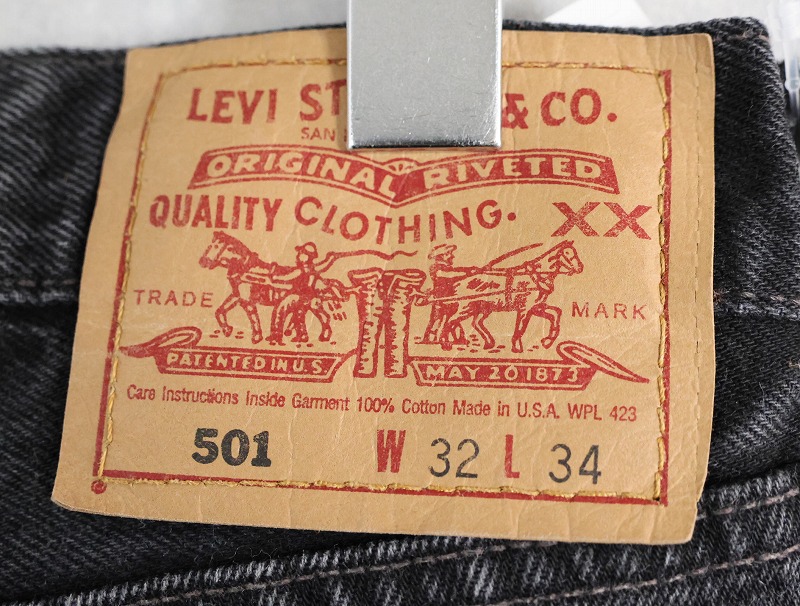 LEVI & CO.
SAN
ORIGINAL RIVETED
QUALITY CLOTHING. XX
TRADE MARK
PATENTED IN U.S. MAY 20 1873
Care Instructions Inside Garment 100% Cotton Made in U.S.A. WPL 423
501 W 32 L 34